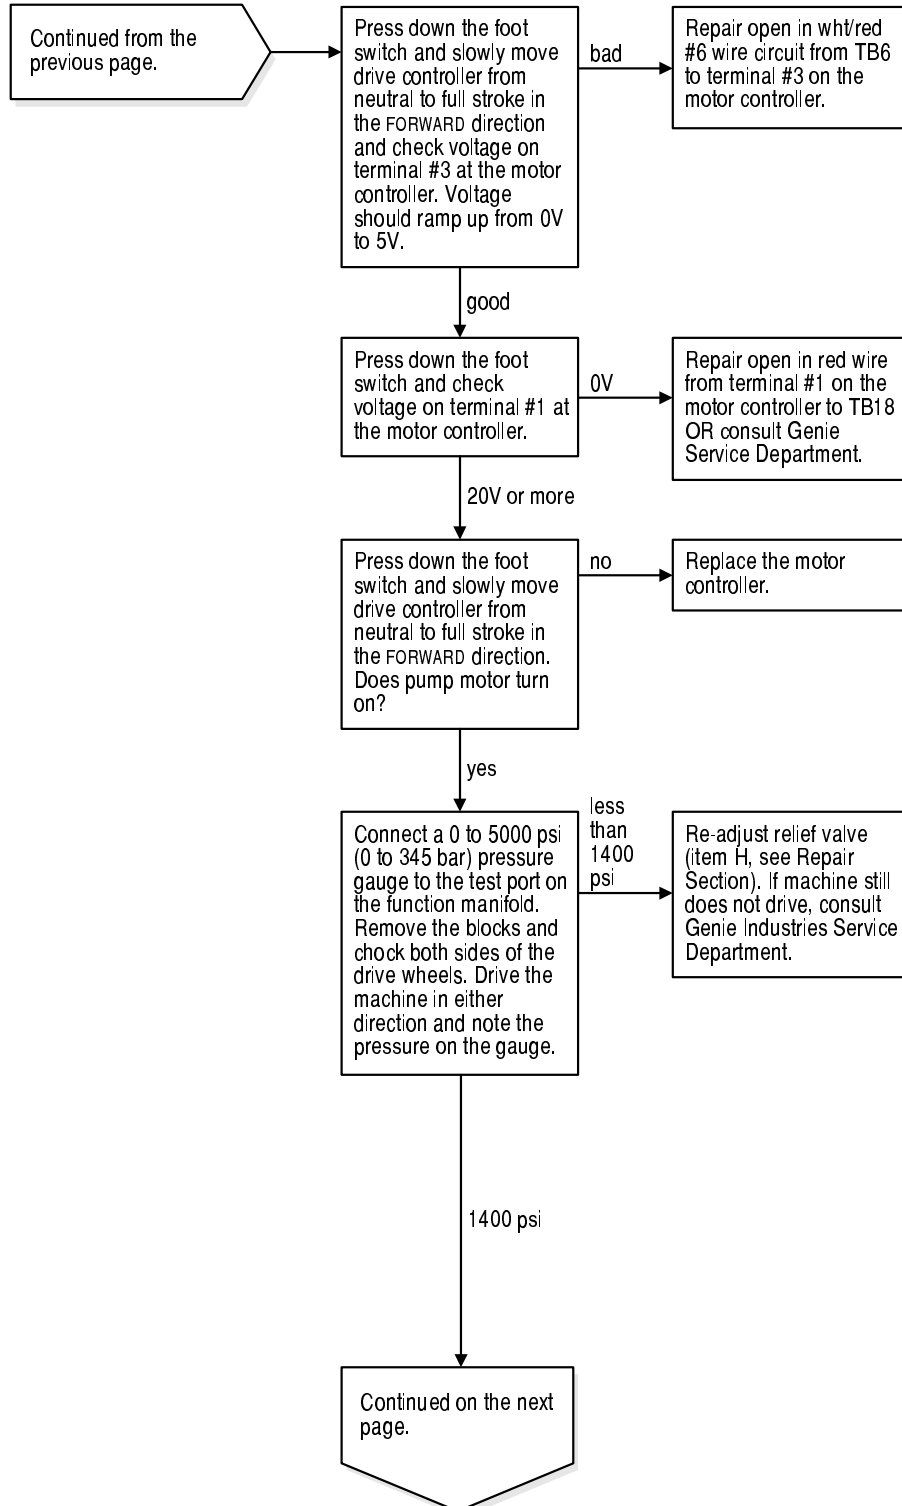 Continued from the
previous page.
Press down the foot
switch and slowly move
drive controller from
neutral to full stroke in
the FORWARD direction
and check voltage on
terminal #3 at the motor
controller. Voltage
should ramp up from 0V
to 5V.
bad
Repair open in wht/red
#6 wire circuit from TB6
to terminal #3 on the
motor controller.
good
Press down the foot
switch and check
voltage on terminal #1 at
the motor controller.
0V
Repair open in red wire
from terminal #1 on the
motor controller to TB18
OR consult Genie
Service Department.
20V or more
Press down the foot
switch and slowly move
drive controller from
neutral to full stroke in
the FORWARD direction.
Does pump motor turn
on?
no
Replace the motor
controller.
yes
Connect a 0 to 5000 psi
(0 to 345 bar) pressure
gauge to the test port on
the function manifold.
Remove the blocks and
chock both sides of the
drive wheels. Drive the
machine in either
direction and note the
pressure on the gauge.
less
than
1400
psi
Re-adjust relief valve
(item H, see Repair
Section). If machine still
does not drive, consult
Genie Industries Service
Department.
1400 psi
Continued on the next
page.